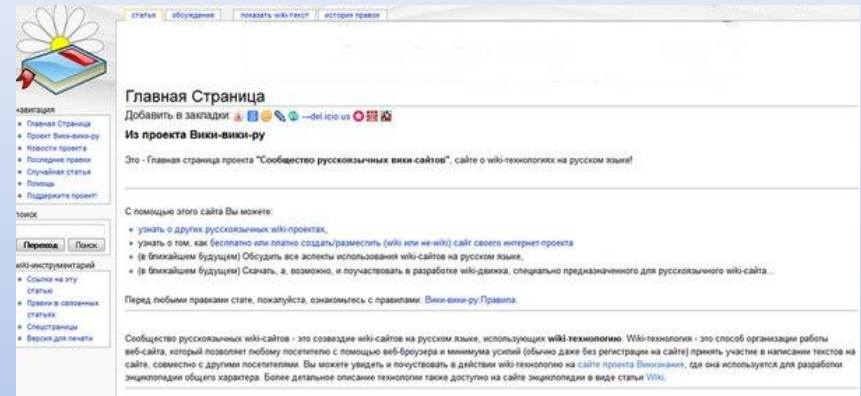 статья обсуждение показать wiki-текст история правок
Главная Страница
Добавить в закладки: —del.icio.us
Из проекта Вики-вики-ру
Это - Главная страница проекта "Сообщество русскоязычных вики-сайтов", сайте о wiki-технологиях на русском языке!
навигация
Главная Страница
Проект Вики-вики-ру
Новости проекта
Последние правки
Случайная статья
Помощь
Поддержите проект!
поиск
Переход Поиск
wiki-инструментарий
Ссылки на эту
статью
Правки в связанных
статьях
Спецстраницы
Версия для печати
С помощью этого сайта Вы можете:
узнать о других русскоязычных wiki-проектах,
узнать о том, как бесплатно или платно создать/разместить (wiki или не-wiki) сайт своего интернет-проекта
(в ближайшем будущем) Обсудить все аспекты использования wiki-сайтов на русском языке,
(в ближайшем будущем) Скачать, а, возможно, и поучаствовать в разработке wiki-движка, специально предназначенного для русскоязычного wiki-сайта...
Перед любыми правками стате, пожалуйста, ознакомьтесь с правилами: Вики-вики-ру:Правила.
Сообщество русскоязычных wiki-сайтов - это созвездие wiki-сайтов на русском языке, использующих wiki-технологию. Wiki-технология - это способ организации работы
веб-сайта, который позволяет любому посетителю с помощью веб-броузера и минимума усилий (обычно даже без регистрации на сайте) принять участие в написании текстов на
сайте, совместно с другими посетителями. Вы можете увидеть и почувствовать в действии wiki-технологию на сайте проекта Викизнание, где она используется для разработки
энциклопедии общего характера. Более детальное описание технологии также доступно на сайте энциклопедии в виде статьи Wiki.